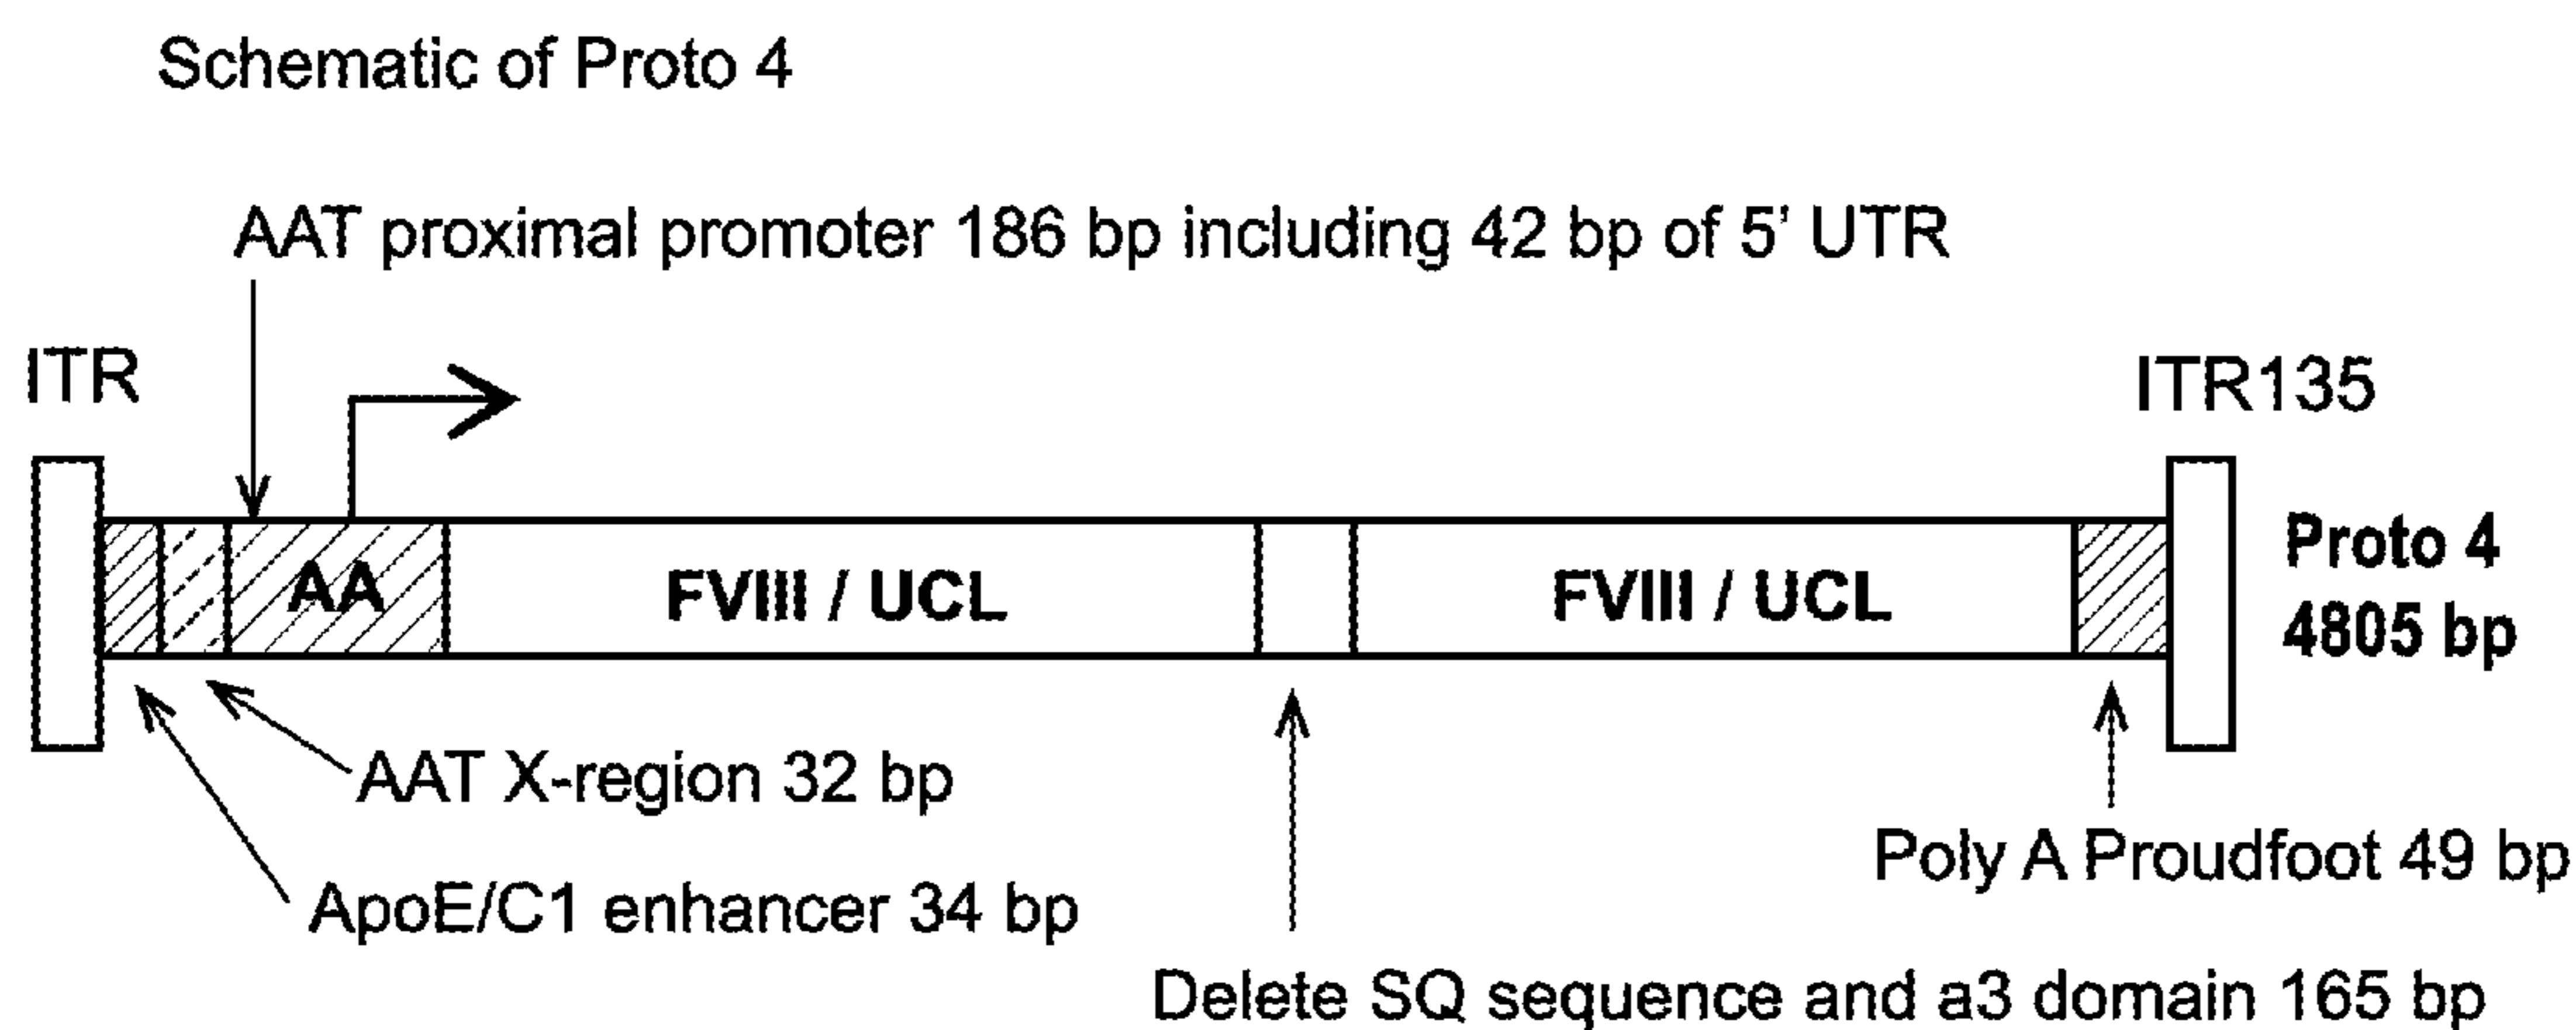 Schematic of Proto 4
AAT proximal promoter 186 bp including 42 bp of 5' UTR
ITR
ITR135
AA
FVIII / UCL
FVIII / UCL
Proto 4
4805 bp
AAT X-region 32 bp
Poly A Proudfoot 49 bp
ApoE/C1 enhancer 34 bp
Delete SQ sequence and a3 domain 165 bp